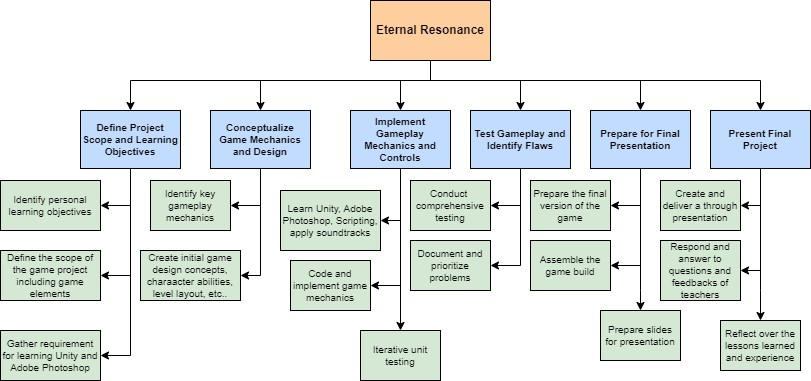 Eternal Resonance
Define Project
Scope and Learning
Objectives
Conceptualize
Game Mechanics
and Design
Implement
Gameplay
Mechanics and
Controls
Test Gameplay and
Identify Flaws
Prepare for Final
Presentation
Present Final
Project
Identify personal
learning objectives
Define the scope of
the game project
including game
elements
Gather requirement
for learning Unity and
Adobe Photoshop
Identify key
gameplay
mechanics
Create initial game
design concepts,
charaacter abilities,
level layout, etc..
Learn Unity, Adobe
Photoshop, Scripting,
apply soundtracks
Code and
implement game
mechanics
Iterative unit
testing
Conduct
comprehensive
testing
Document and
prioritize
problems
Prepare the final
version of the
game
Assemble the
game build
Prepare slides
for presentation
Create and
deliver a through
presentation
Respond and
answer to
questions and
feedbacks of
teachers
Reflect over the
lessons learned
and experience